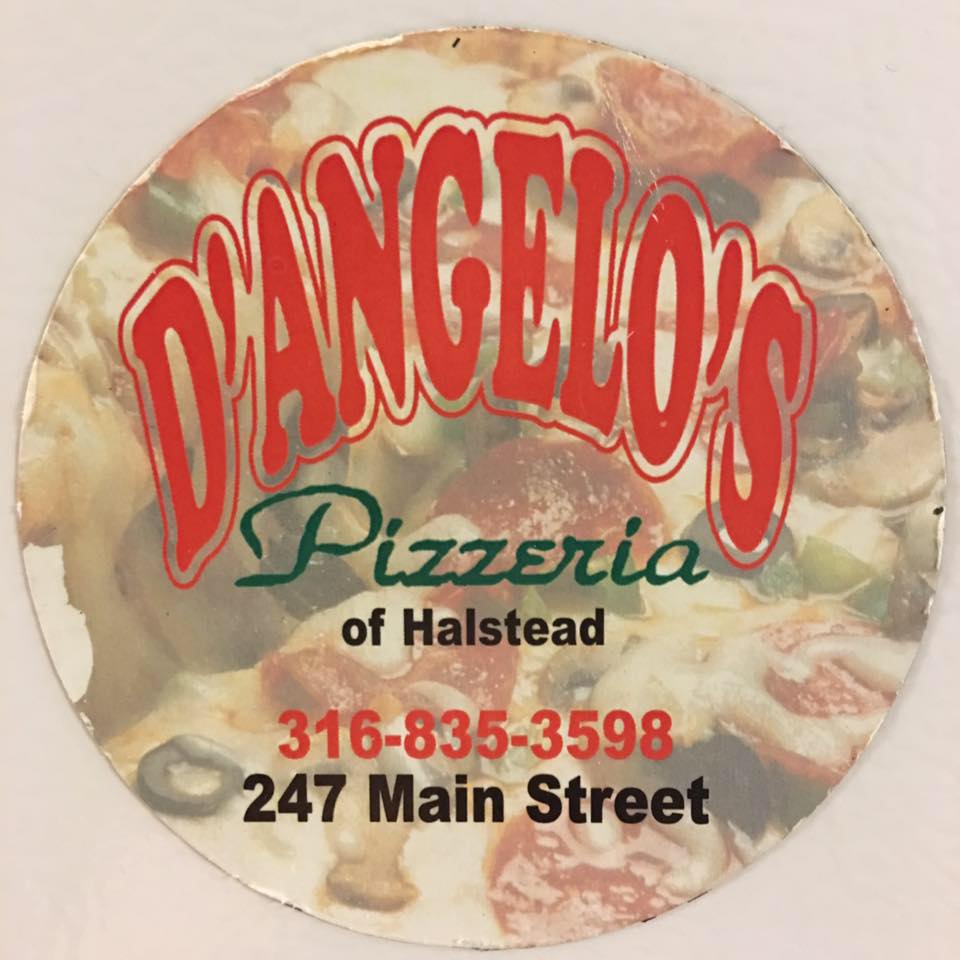 D'ANGELO'S
Pizzeria
of Halstead
316-835-3598
247 Main Street